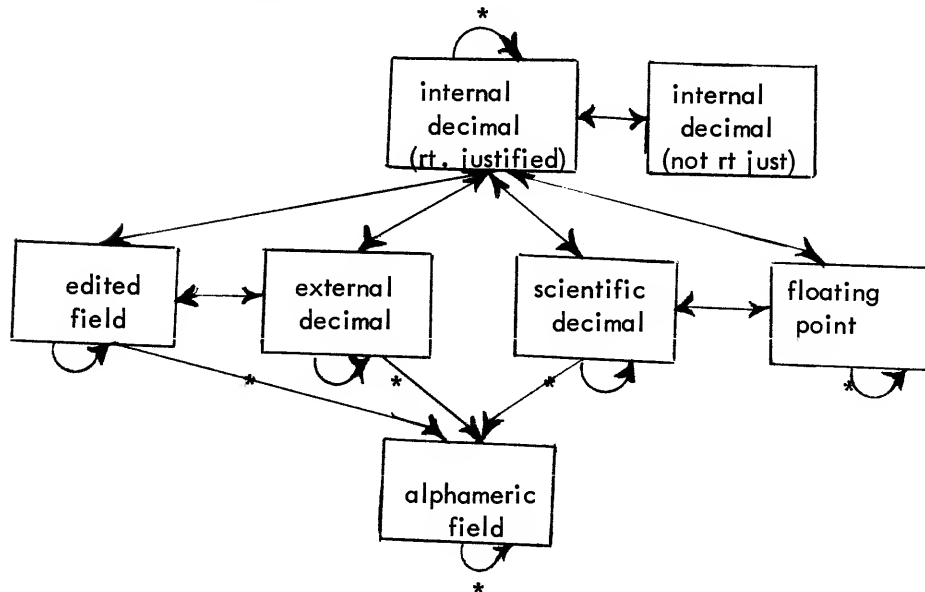 *
internal
decimal
(rt. justified)
internal
decimal
(not rt just)
edited
field
external
decimal
scientific
decimal
floating
point
*
*
*
*
alphameric
field
*